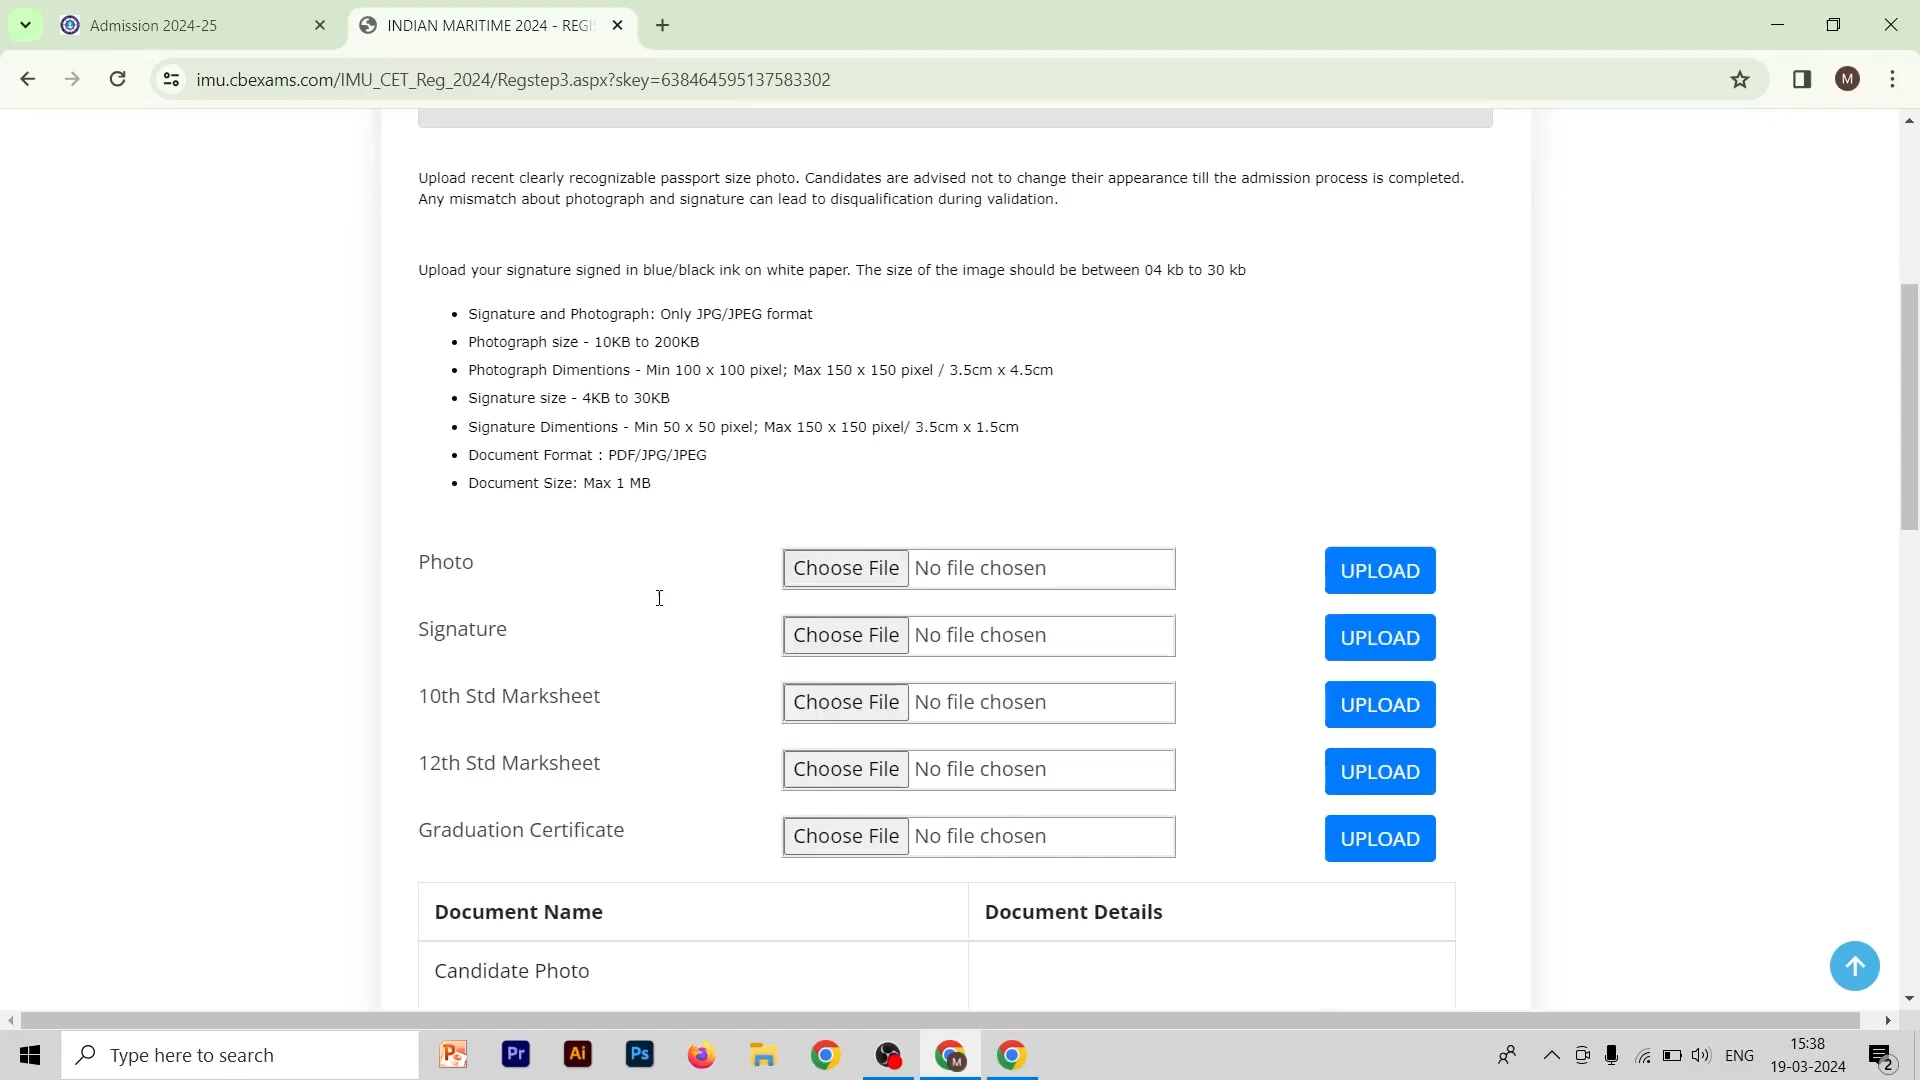 Admission 2024-25
INDIAN MARITIME 2024 - REGI
imu.cbexams.com/IMU_CET_Reg_2024/Regstep3.aspx?skey=638464595137583302
M
Upload recent clearly recognizable passport size photo. Candidates are advised not to change their appearance till the admission process is completed.
Any mismatch about photograph and signature can lead to disqualification during validation.
Upload your signature signed in blue/black ink on white paper. The size of the image should be between 04 kb to 30 kb
Signature and Photograph: Only JPG/JPEG format
Photograph size - 10KB to 200KB
Photograph Dimentions - Min 100 x 100 pixel; Max 150 x 150 pixel / 3.5cm x 4.5cm
Signature size - 4KB to 30KB
Signature Dimentions - Min 50 x 50 pixel; Max 150 x 150 pixel/ 3.5cm x 1.5cm
Document Format : PDF/JPG/JPEG
Document Size: Max 1 MB
Photo Choose File No file chosen UPLOAD
Signature Choose File No file chosen UPLOAD
10th Std Marksheet Choose File No file chosen UPLOAD
12th Std Marksheet Choose File No file chosen UPLOAD
Graduation Certificate Choose File No file chosen UPLOAD
Document Name Document Details
Candidate Photo
Type here to search Pr Ai Ps M ENG 15:38
19-03-2024 2